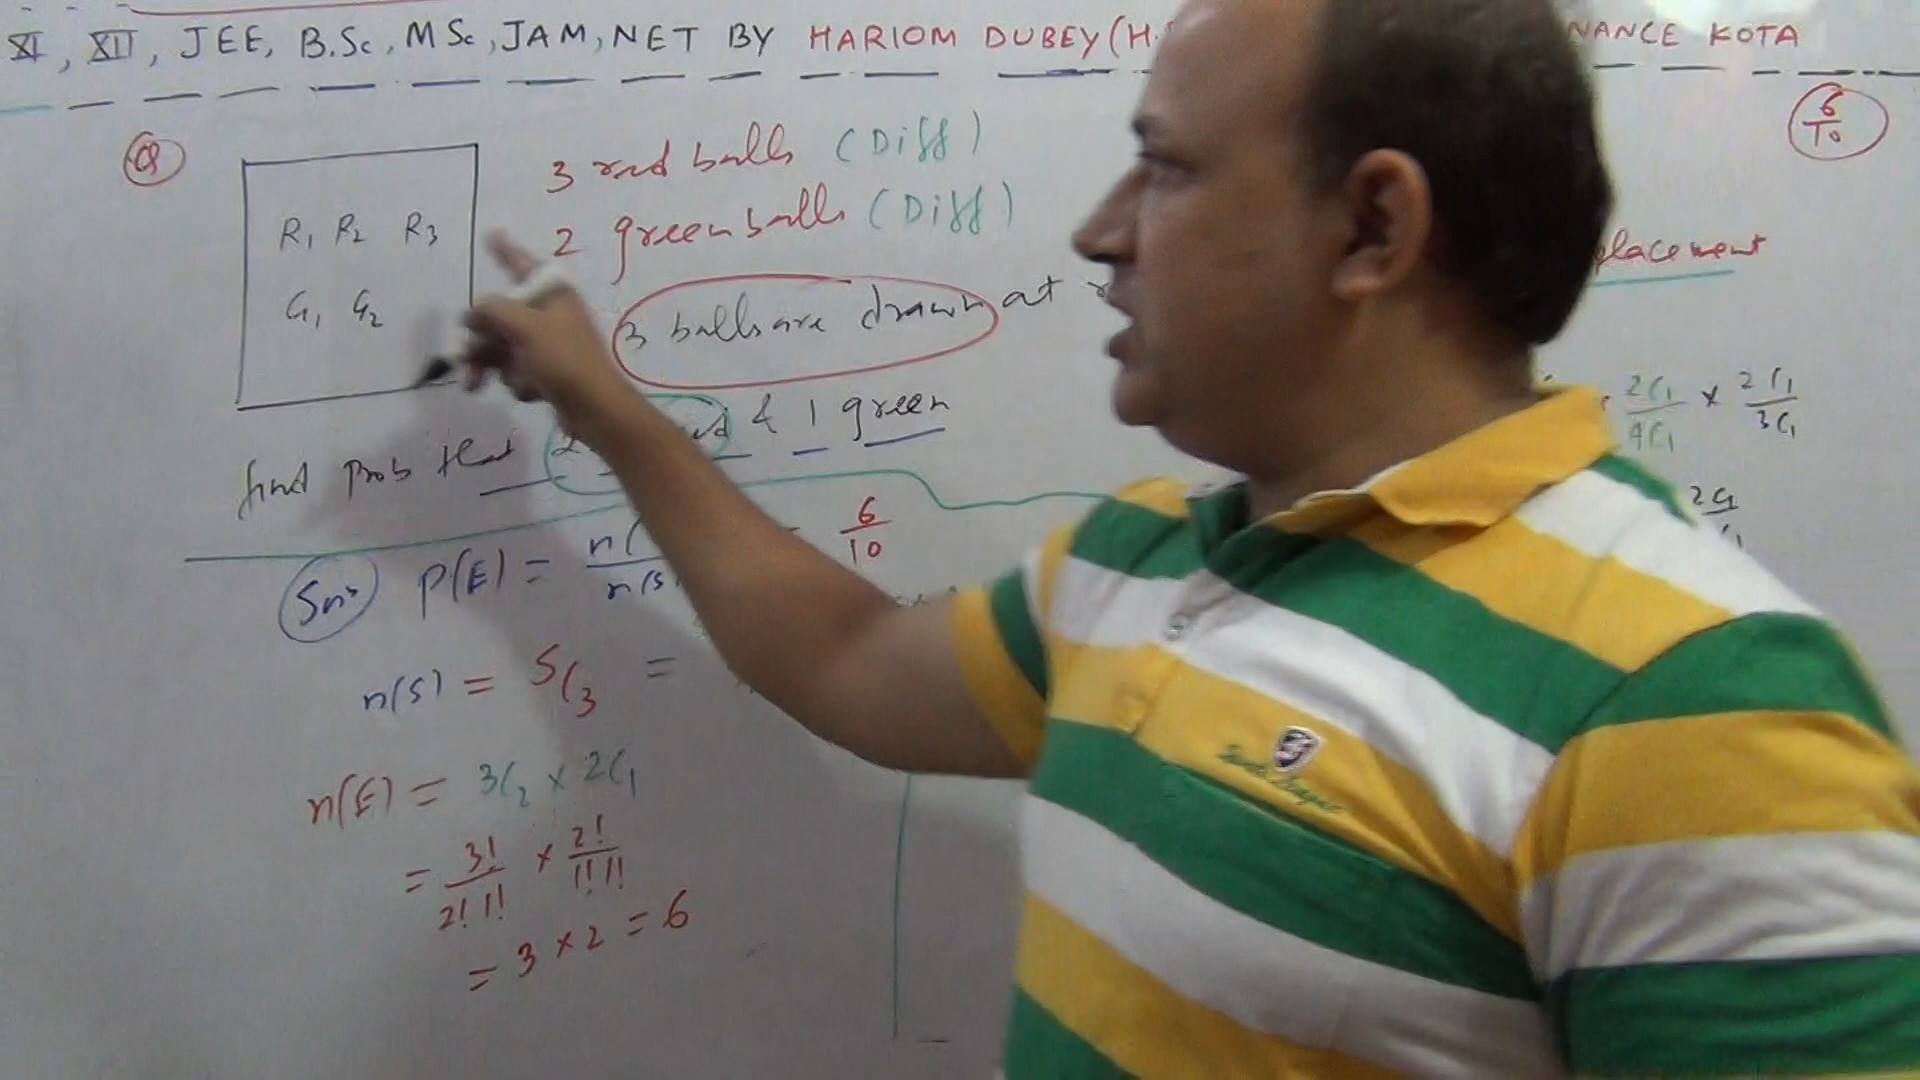 XI, XII, JEE, B.Sc, MSc, JAM, NET BY HARIOM DUBEY (H. NANCE KOTA
Q
R1 R2 R3
G1 G2
3 red balls (Diff)
2 green balls (Diff)
3 balls are drawn at
find prob that 2 & 1 green
6/10
placement
2C1/4C1 × 2C1/3C1
2C1
Sn: P(E) = n(/n(S = 6/10
n(S) = 5C3 =
n(E) = 3C2 × 2C1
= 3!/2! 1! × 2!/1! 1!
= 3 × 2 = 6